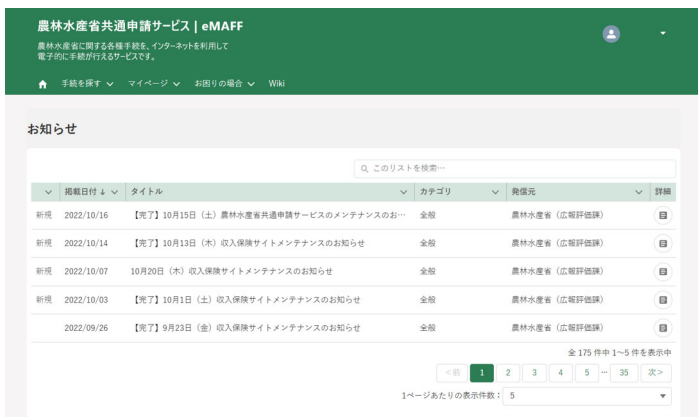 農林水産省共通申請サービス | eMAFF
農林水産省に関する各種手続を、インターネットを利用して
電子的に手続が行えるサービスです。
手続を探す マイページ お困りの場合 Wiki
お知らせ
このリストを検索…
掲載日付 ↓ タイトル カテゴリ 発信元 詳細
新規 2022/10/16 【完了】10月15日（土）農林水産省共通申請サービスのメンテナンスのお… 全般 農林水産省（広報評価課）
新規 2022/10/14 【完了】10月13日（木）収入保険サイトメンテナンスのお知らせ 全般 農林水産省（広報評価課）
新規 2022/10/07 10月20日（木）収入保険サイトメンテナンスのお知らせ 全般 農林水産省（広報評価課）
新規 2022/10/03 【完了】10月1日（土）収入保険サイトメンテナンスのお知らせ 全般 農林水産省（広報評価課）
2022/09/26 【完了】9月23日（金）収入保険サイトメンテナンスのお知らせ 全般 農林水産省（広報評価課）
全 175 件中 1～5 件を表示中
<前 1 2 3 4 5 … 35 次>
1ページあたりの表示件数： 5